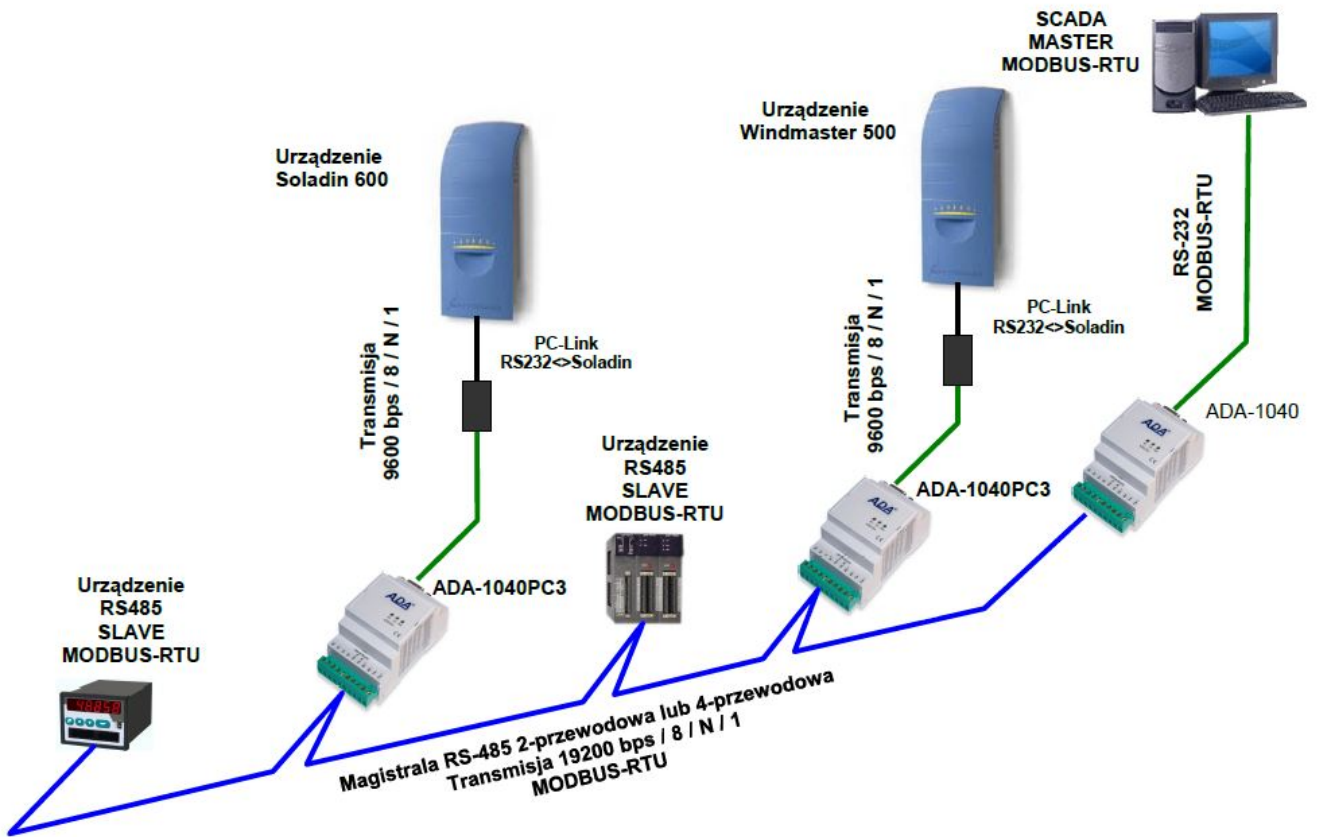 SCADA
MASTER
MODBUS-RTU
Urządzenie
Windmaster 500
Urządzenie
Soladin 600
RS-232
MODBUS-RTU
PC-Link
RS232<>Soladin
Transmisja
9600 bps / 8 / N / 1
PC-Link
RS232<>Soladin
Transmisja
9600 bps / 8 / N / 1
ADA-1040
ADA
Urządzenie
RS485
SLAVE
MODBUS-RTU
ADA-1040PC3
ADA
Urządzenie
RS485
SLAVE
MODBUS-RTU
ADA-1040PC3
ADA
Magistrala RS-485 2-przewodowa lub 4-przewodowa
Transmisja 19200 bps / 8 / N / 1
MODBUS-RTU